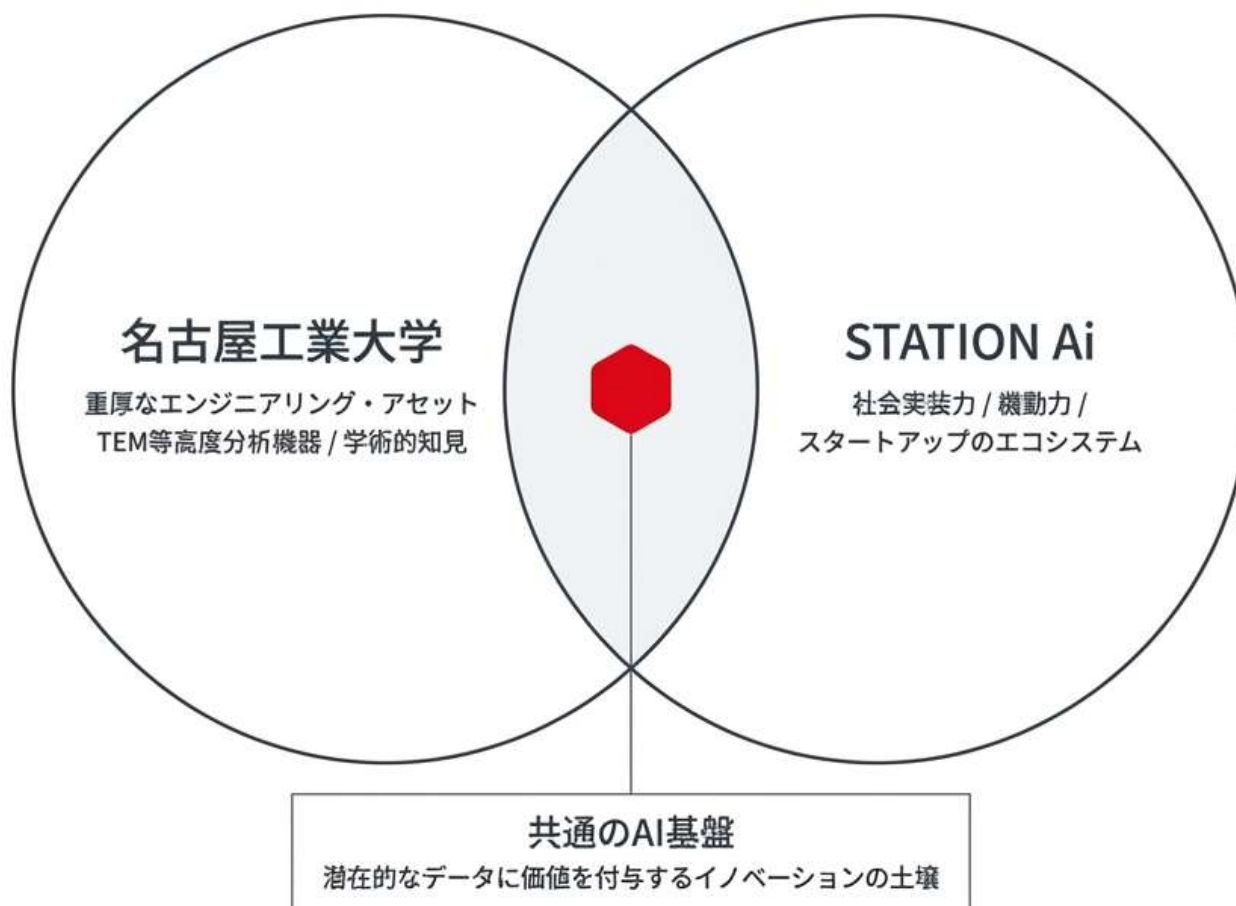 名古屋工業大学
重厚なエンジニアリング・アセット
TEM等高度分析機器 / 学術的知見
STATION Ai
社会実装力 / 機動力 /
スタートアップのエコシステム
共通のAI基盤
潜在的なデータに価値を付与するイノベーションの土壌